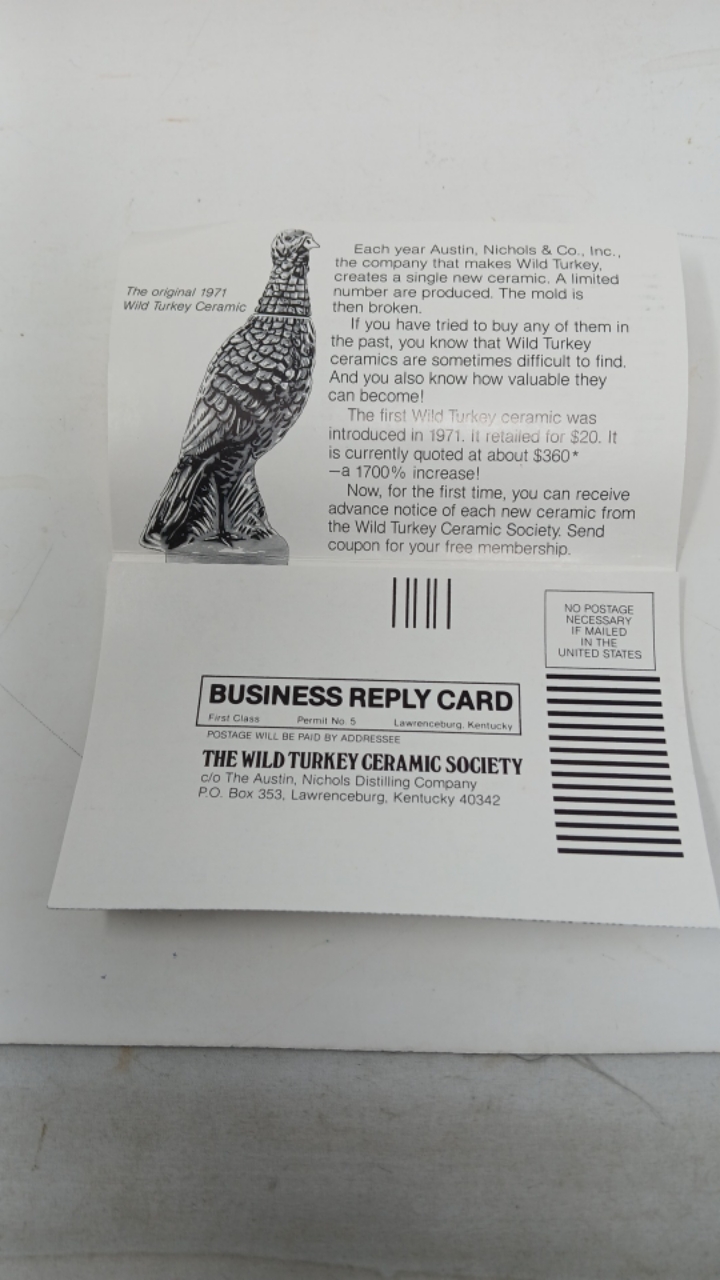 The original 1971
Wild Turkey Ceramic
Each year Austin, Nichols & Co., Inc.,
the company that makes Wild Turkey,
creates a single new ceramic. A limited
number are produced. The mold is
then broken.
If you have tried to buy any of them in
the past, you know that Wild Turkey
ceramics are sometimes difficult to find.
And you also know how valuable they
can become!
The first Wild Turkey ceramic was
introduced in 1971. It retailed for $20. It
is currently quoted at about $360*
—a 1700% increase!
Now, for the first time, you can receive
advance notice of each new ceramic from
the Wild Turkey Ceramic Society. Send
coupon for your free membership.
NO POSTAGE
NECESSARY
IF MAILED
IN THE
UNITED STATES
BUSINESS REPLY CARD
First Class Permit No. 5 Lawrenceburg, Kentucky
POSTAGE WILL BE PAID BY ADDRESSEE
THE WILD TURKEY CERAMIC SOCIETY
c/o The Austin, Nichols Distilling Company
P.O. Box 353, Lawrenceburg, Kentucky 40342